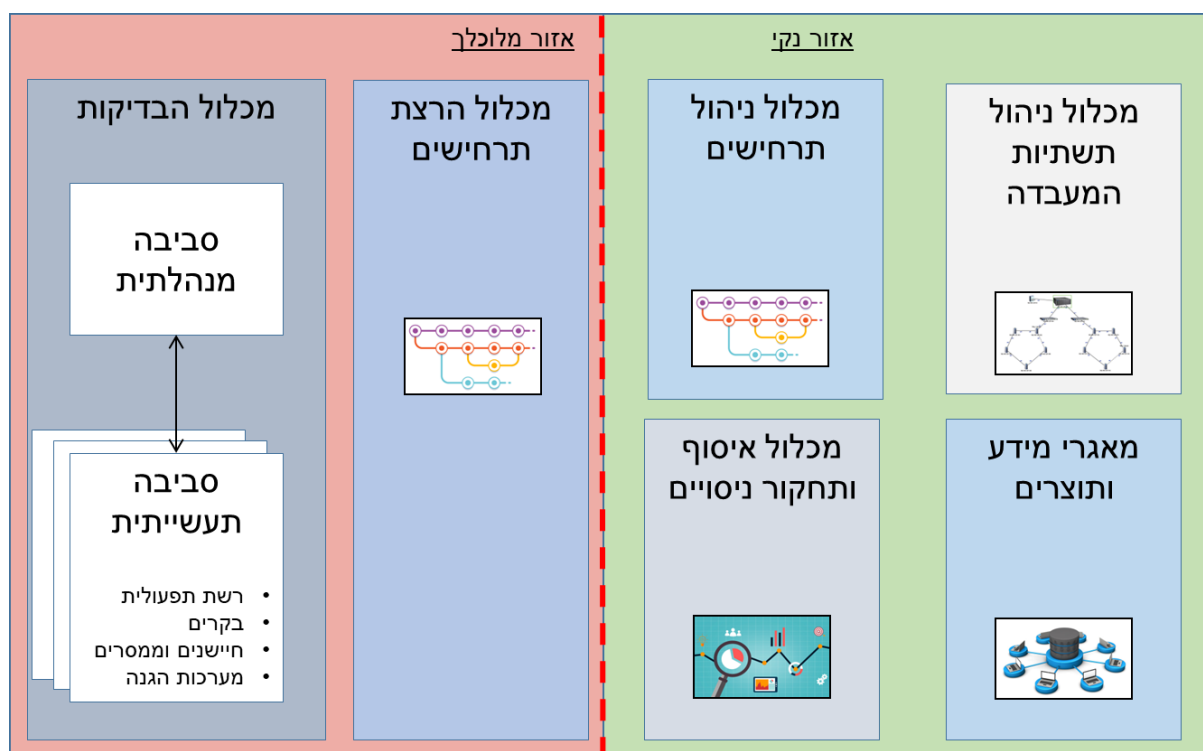 אזור נקי
מכלול ניהול
תשתיות
המעבדה
מכלול ניהול
תרחישים
מאגרי מידע
ותוצרים
מכלול איסוף
ותחקור ניסויים
אזור מלוכלך
מכלול הרצת
תרחישים
מכלול הבדיקות
סביבה
מנהלתית
סביבה
תעשייתית
• רשת תפעולית
• בקרים
• חיישנים וממסרים
• מערכות הגנה